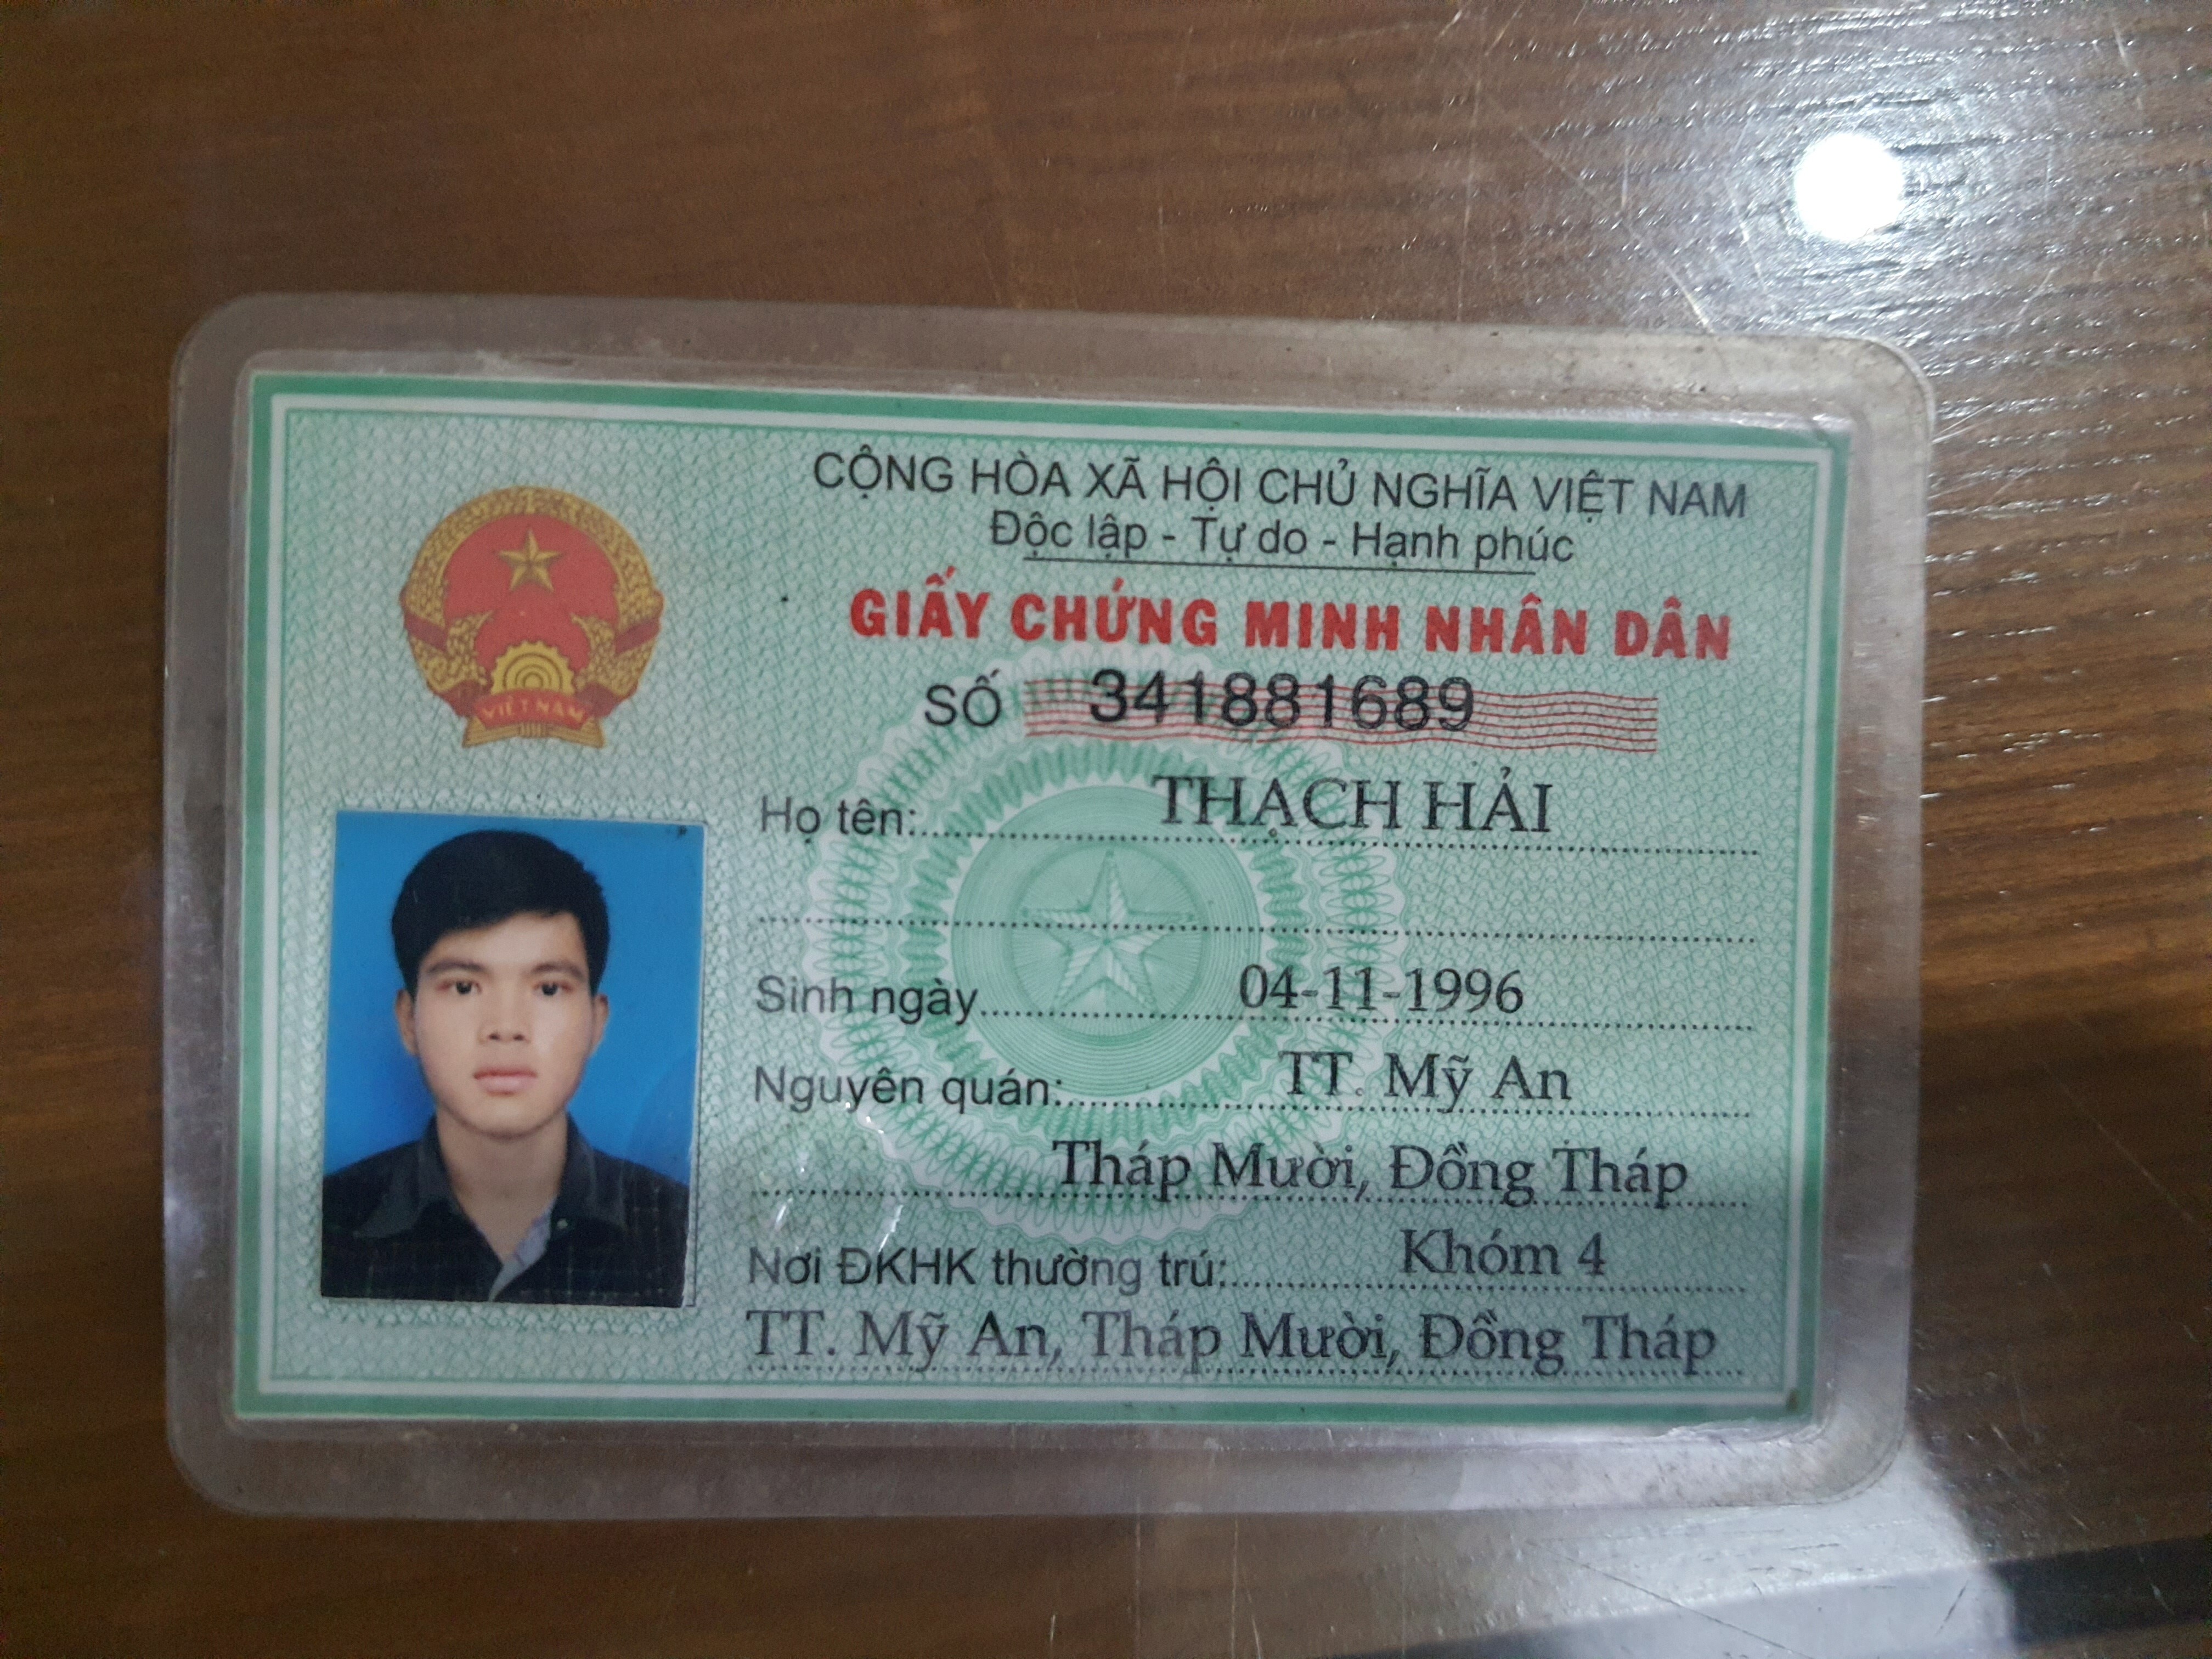 CỘNG HÒA XÃ HỘI CHỦ NGHĨA VIỆT NAM
Độc lập - Tự do - Hạnh phúc
GIẤY CHỨNG MINH NHÂN DÂN
SỐ 341881689
VIỆT NAM
Họ tên: THẠCH HẢI
Sinh ngày 04-11-1996
Nguyên quán: TT. Mỹ An
Tháp Mười, Đồng Tháp
Nơi ĐKHK thường trú: Khóm 4
TT. Mỹ An, Tháp Mười, Đồng Tháp